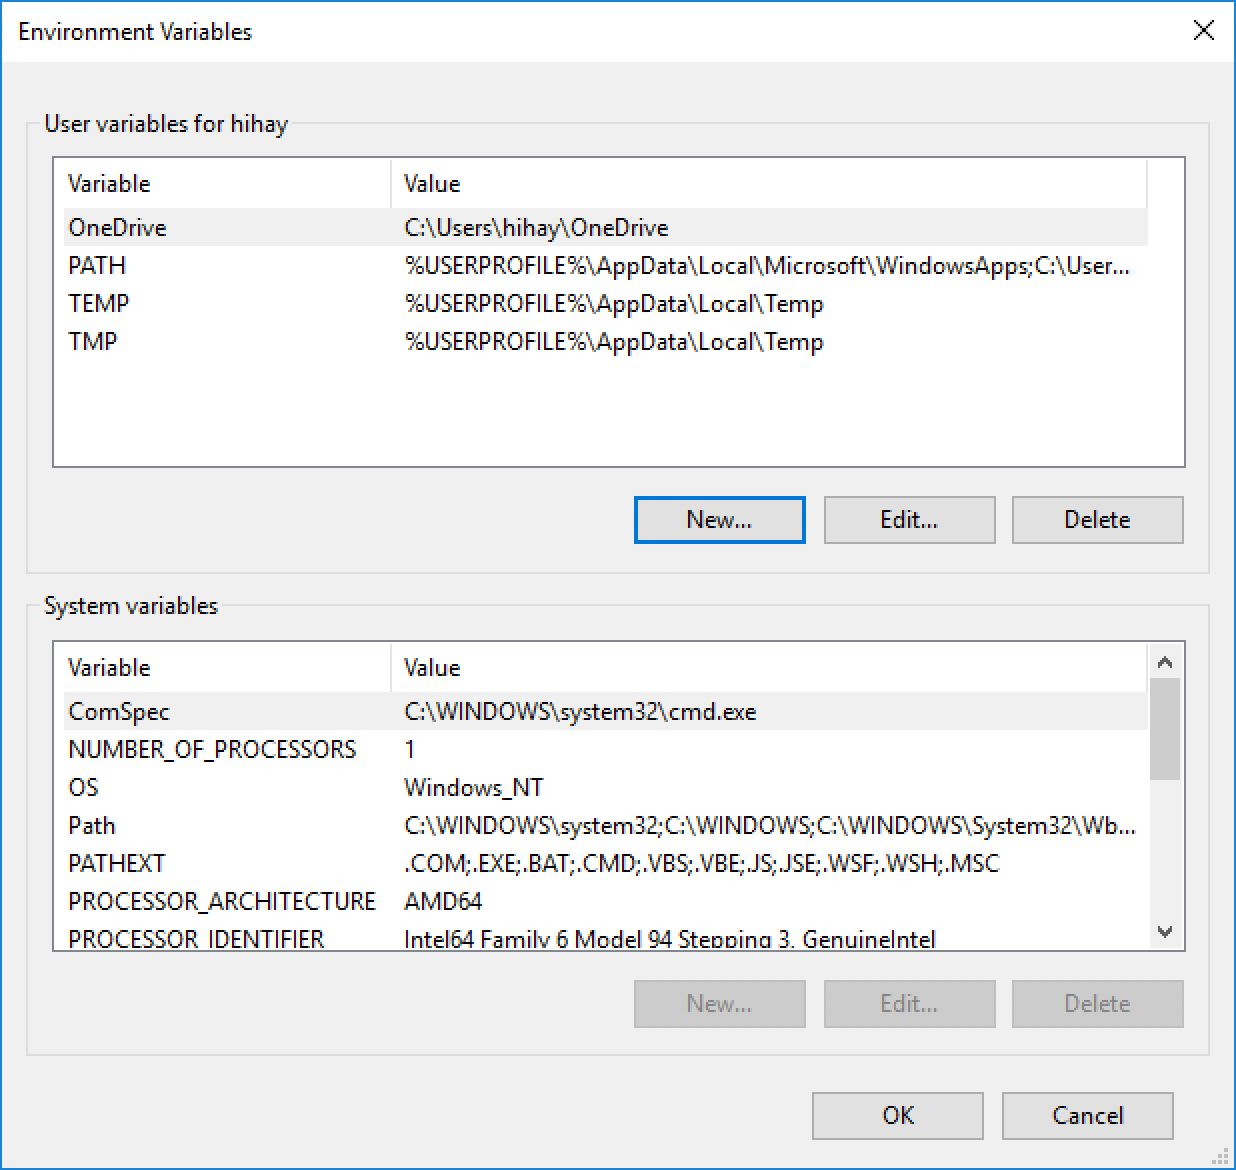 Environment Variables
User variables for hihay
Variable Value
OneDrive C:\Users\hihay\OneDrive
PATH %USERPROFILE%\AppData\Local\Microsoft\WindowsApps;C:\User...
TEMP %USERPROFILE%\AppData\Local\Temp
TMP %USERPROFILE%\AppData\Local\Temp
New... Edit... Delete
System variables
Variable Value
ComSpec C:\WINDOWS\system32\cmd.exe
NUMBER_OF_PROCESSORS 1
OS Windows_NT
Path C:\WINDOWS\system32;C:\WINDOWS;C:\WINDOWS\System32\Wb...
PATHEXT .COM;.EXE;.BAT;.CMD;.VBS;.VBE;.JS;.JSE;.WSF;.WSH;.MSC
PROCESSOR_ARCHITECTURE AMD64
PROCESSOR_IDENTIFIER Intel64 Family 6 Model 94 Stepping 3, GenuineIntel
New... Edit... Delete
OK Cancel